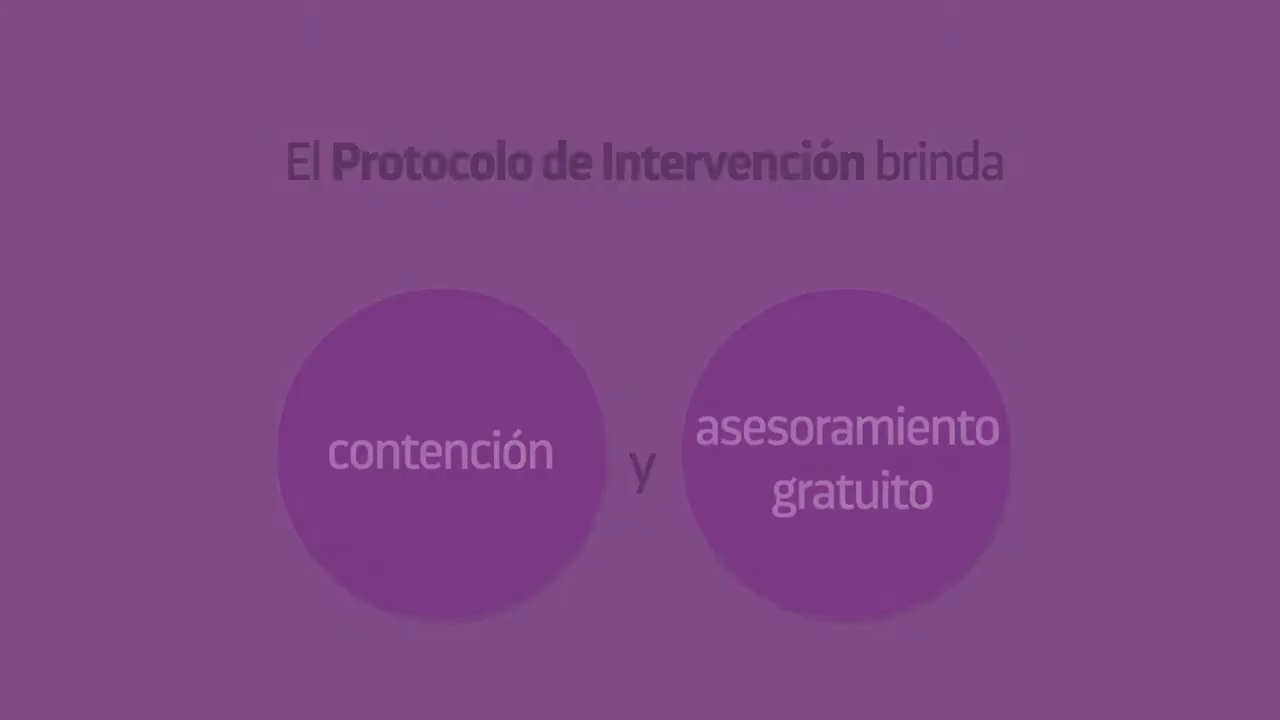 El Protocolo de Intervención brinda
contención
y
asesoramiento
gratuito